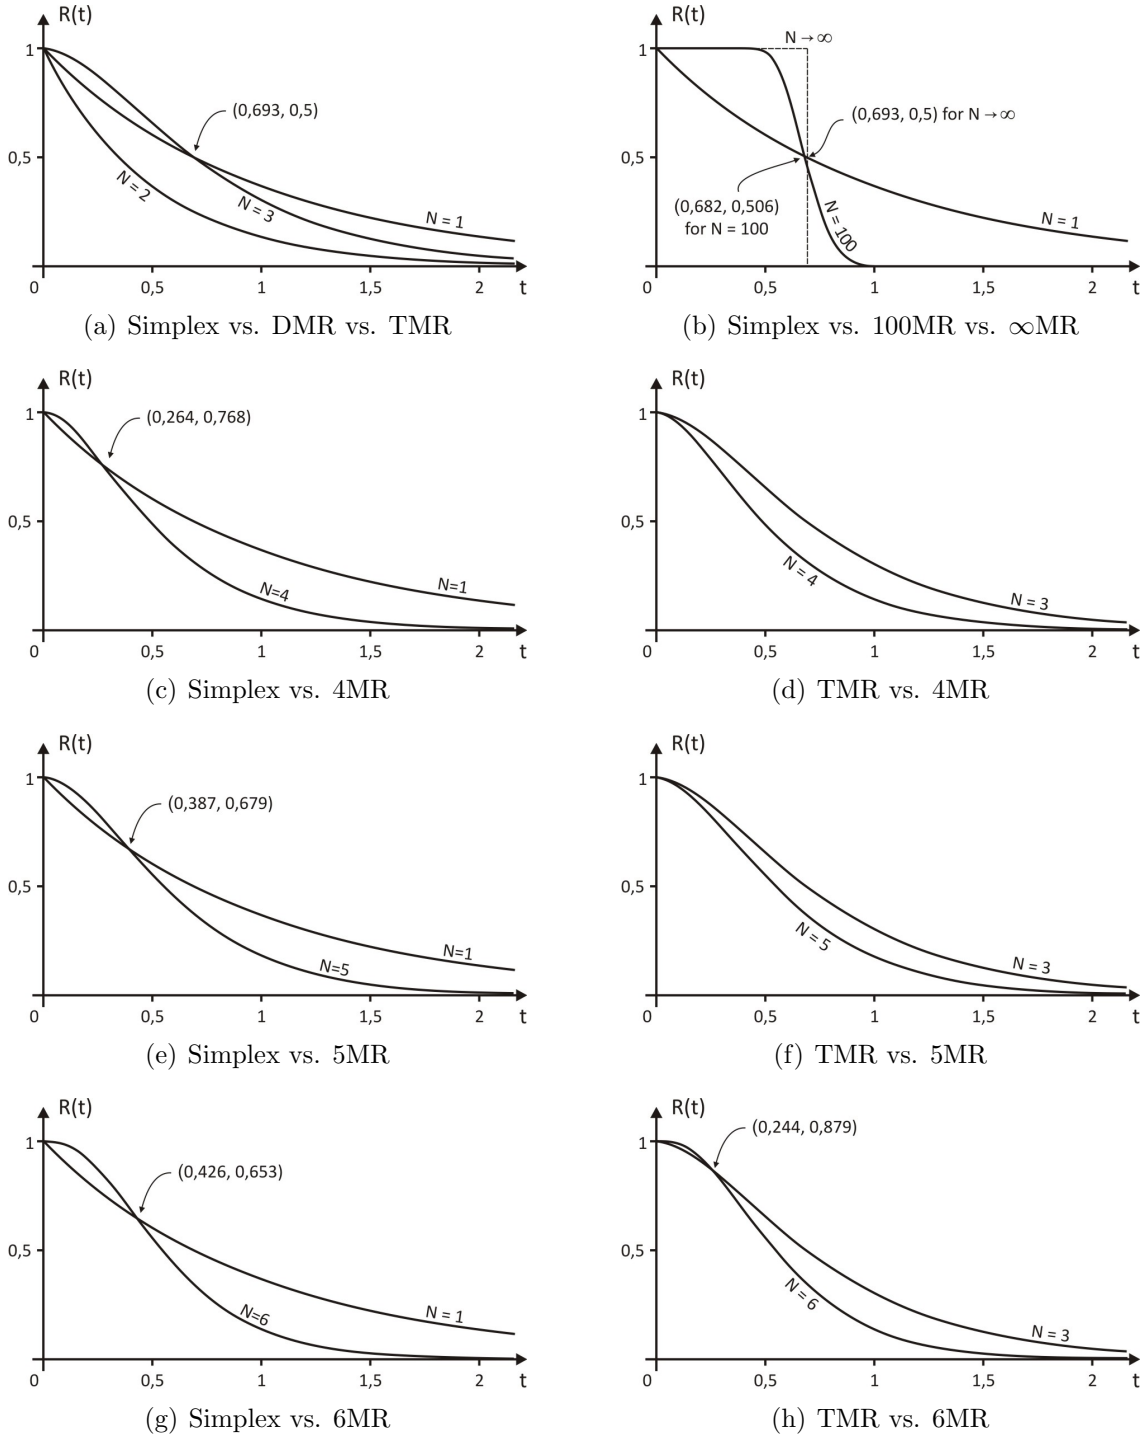 R(t)
1
(0,693, 0,5)
0,5
N = 2
N = 3
N = 1
0
0,5
1
1,5
2
t
(a) Simplex vs. DMR vs. TMR
R(t)
N → ∞
1
(0,693, 0,5) for N → ∞
0,5
(0,682, 0,506)
for N = 100
N = 100
N = 1
0
0,5
1
1,5
2
t
(b) Simplex vs. 100MR vs. ∞MR
R(t)
1
(0,264, 0,768)
0,5
N=4
N=1
0
0,5
1
1,5
2
t
(c) Simplex vs. 4MR
R(t)
1
0,5
N = 4
N = 3
0
0,5
1
1,5
2
t
(d) TMR vs. 4MR
R(t)
1
(0,387, 0,679)
0,5
N=5
N=1
0
0,5
1
1,5
2
t
(e) Simplex vs. 5MR
R(t)
1
0,5
N = 5
N = 3
0
0,5
1
1,5
2
t
(f) TMR vs. 5MR
R(t)
1
(0,426, 0,653)
0,5
N=6
N = 1
0
0,5
1
1,5
2
t
(g) Simplex vs. 6MR
R(t)
1
(0,244, 0,879)
0,5
N = 6
N = 3
0
0,5
1
1,5
2
t
(h) TMR vs. 6MR